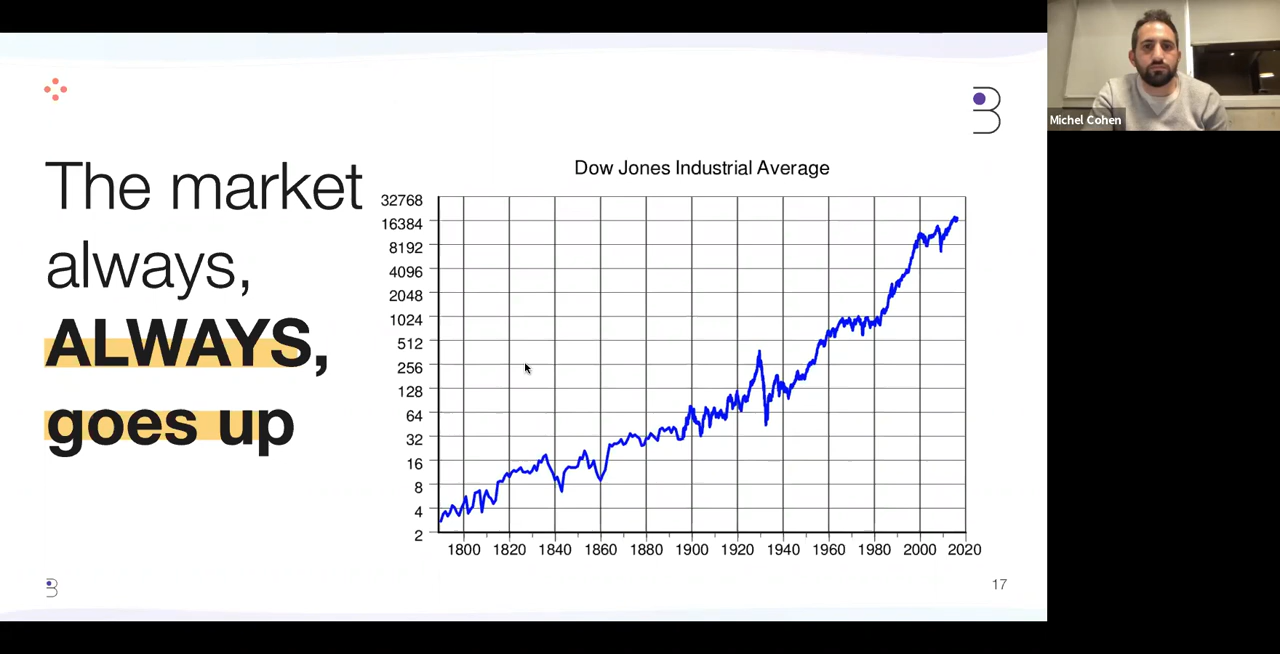 The market
always,
ALWAYS,
goes up
Dow Jones Industrial Average
32768
16384
8192
4096
2048
1024
512
256
128
64
32
16
8
4
2
1800 1820 1840 1860 1880 1900 1920 1940 1960 1980 2000 2020
17
Michel Cohen